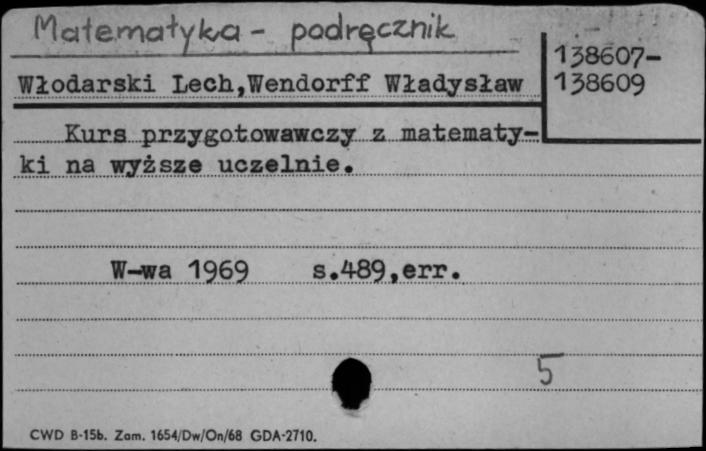 Matematyka - podręcznik
138607-
138609
Włodarski Lech,Wendorff Władysław
Kurs przygotowawczy z matematy-
ki na wyższe uczelnie.
W-wa 1969 s.489,err.
5
CWD B-15b. Zam. 1654/Dw/On/68 GDA-2710.